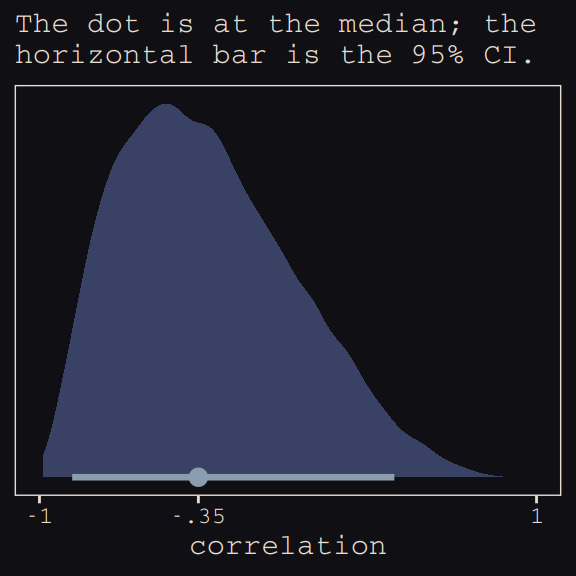 The dot is at the median; the
horizontal bar is the 95% CI.
-1 -.35 1
correlation